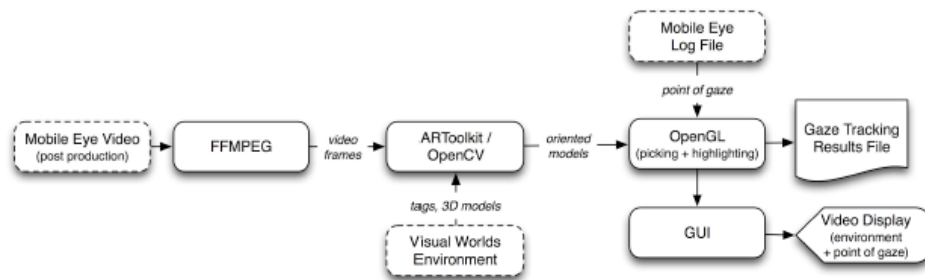 Mobile Eye
Log File
point of gaze
Mobile Eye Video
(post production)
FFMPEG
video
frames
ARToolkit /
OpenCV
oriented
models
OpenGL
(picking + highlighting)
Gaze Tracking
Results File
tags, 3D models
Visual Worlds
Environment
GUI
Video Display
(environment
+ point of gaze)